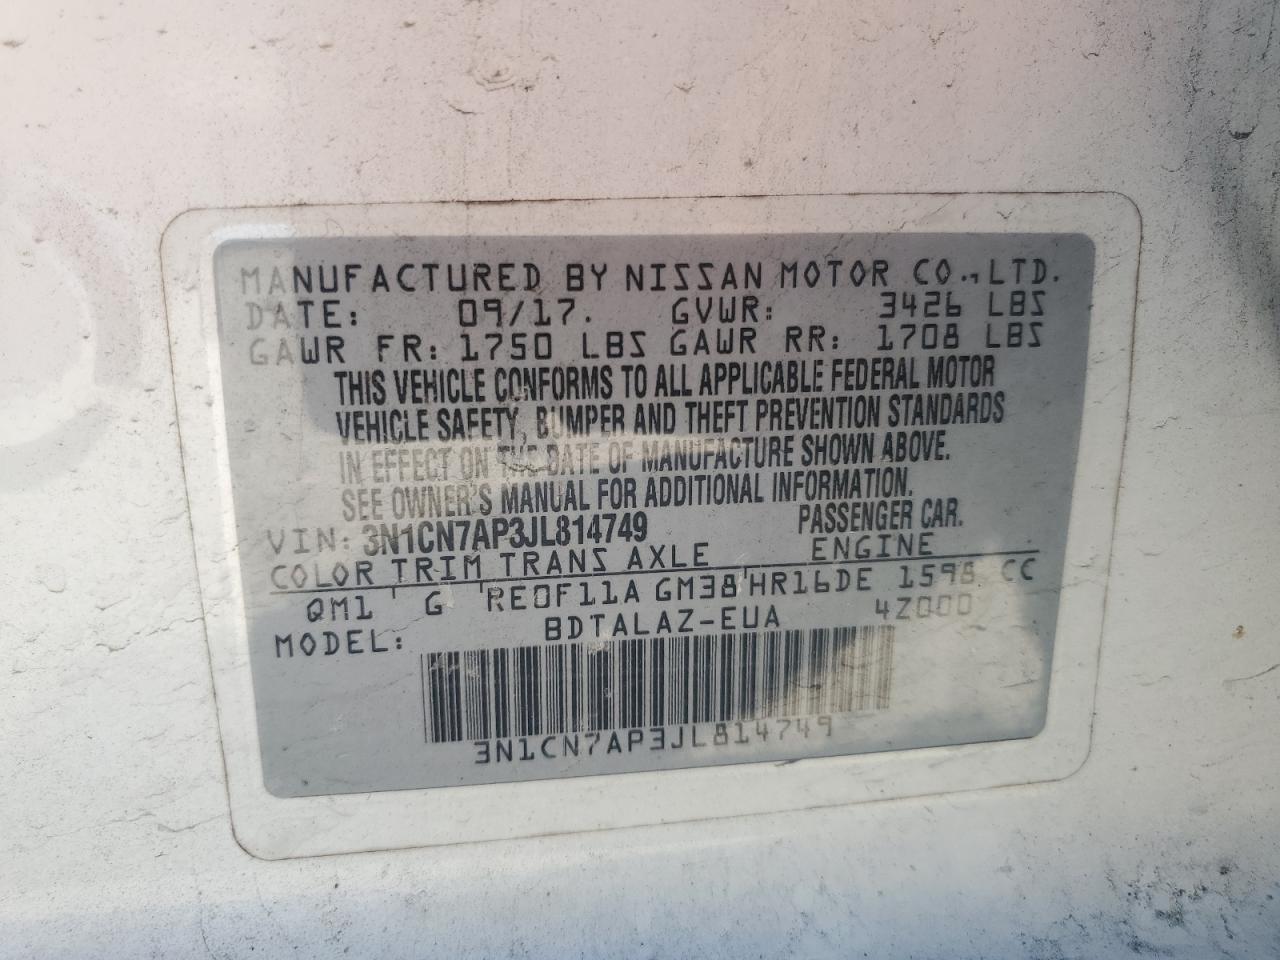 MANUFACTURED BY NISSAN MOTOR CO., LTD.
DATE: 09/17. GVWR: 3426 LBS
GAWR FR: 1750 LBS GAWR RR: 1708 LBS
THIS VEHICLE CONFORMS TO ALL APPLICABLE FEDERAL MOTOR
VEHICLE SAFETY, BUMPER AND THEFT PREVENTION STANDARDS
IN EFFECT ON THE DATE OF MANUFACTURE SHOWN ABOVE.
SEE OWNER'S MANUAL FOR ADDITIONAL INFORMATION.
VIN: 3N1CN7AP3JL814749 PASSENGER CAR.
COLOR TRIM TRANS AXLE ENGINE
QM1 G RE0F11A GM38 HR16DE 1598 CC
MODEL: BDTALAZ-EUA 4Z000
3N1CN7AP3JL814749